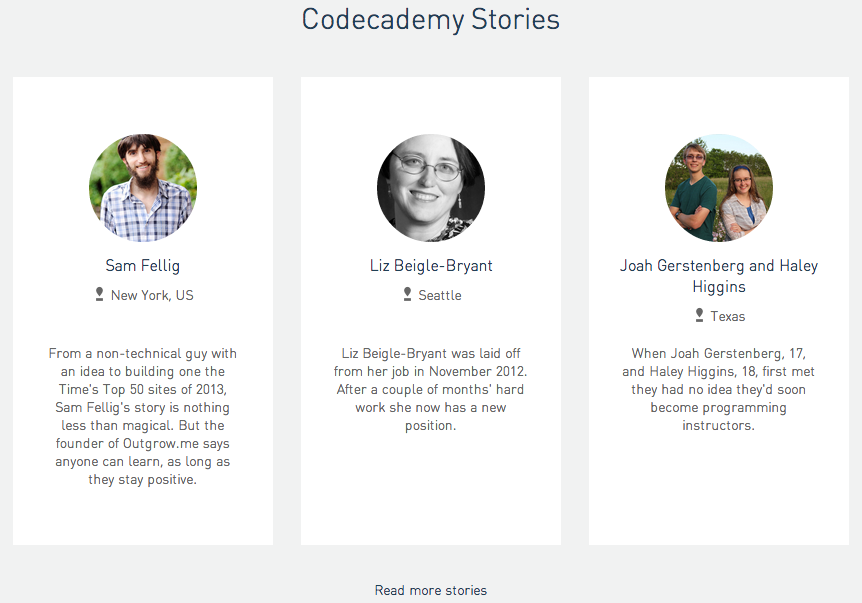 Codecademy Stories
Sam Fellig
New York, US
From a non-technical guy with
an idea to building one the
Time's Top 50 sites of 2013,
Sam Fellig's story is nothing
less than magical. But the
founder of Outgrow.me says
anyone can learn, as long as
they stay positive.
Liz Beigle-Bryant
Seattle
Liz Beigle-Bryant was laid off
from her job in November 2012.
After a couple of months' hard
work she now has a new
position.
Joah Gerstenberg and Haley
Higgins
Texas
When Joah Gerstenberg, 17,
and Haley Higgins, 18, first met
they had no idea they'd soon
become programming
instructors.
Read more stories